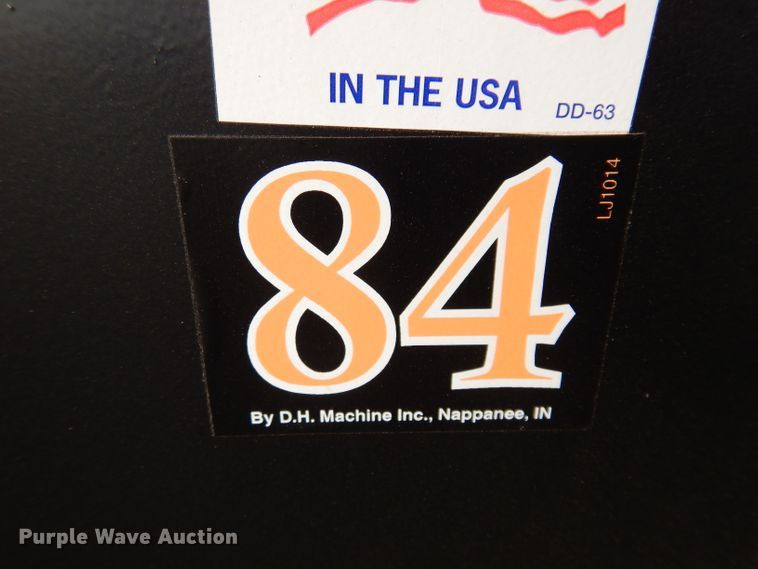 IN THE USA
DD-63
LJ1014
84
By D.H. Machine Inc., Nappanee, IN
Purple Wave Auction